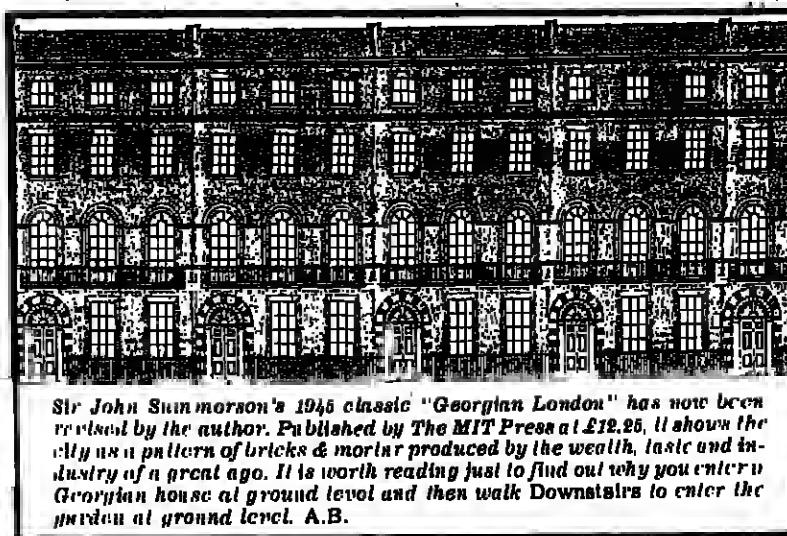 Sir John Summorson's 1945 classic "Georgian London" has now been
revised by the author. Published by The MIT Press at £12.25, it shows the
city as a pattern of bricks & mortar produced by the wealth, taste and in-
dustry of a great age. It is worth reading just to find out why you enter a
Georgian house at ground level and then walk Downstairs to enter the
garden at ground level. A.B.